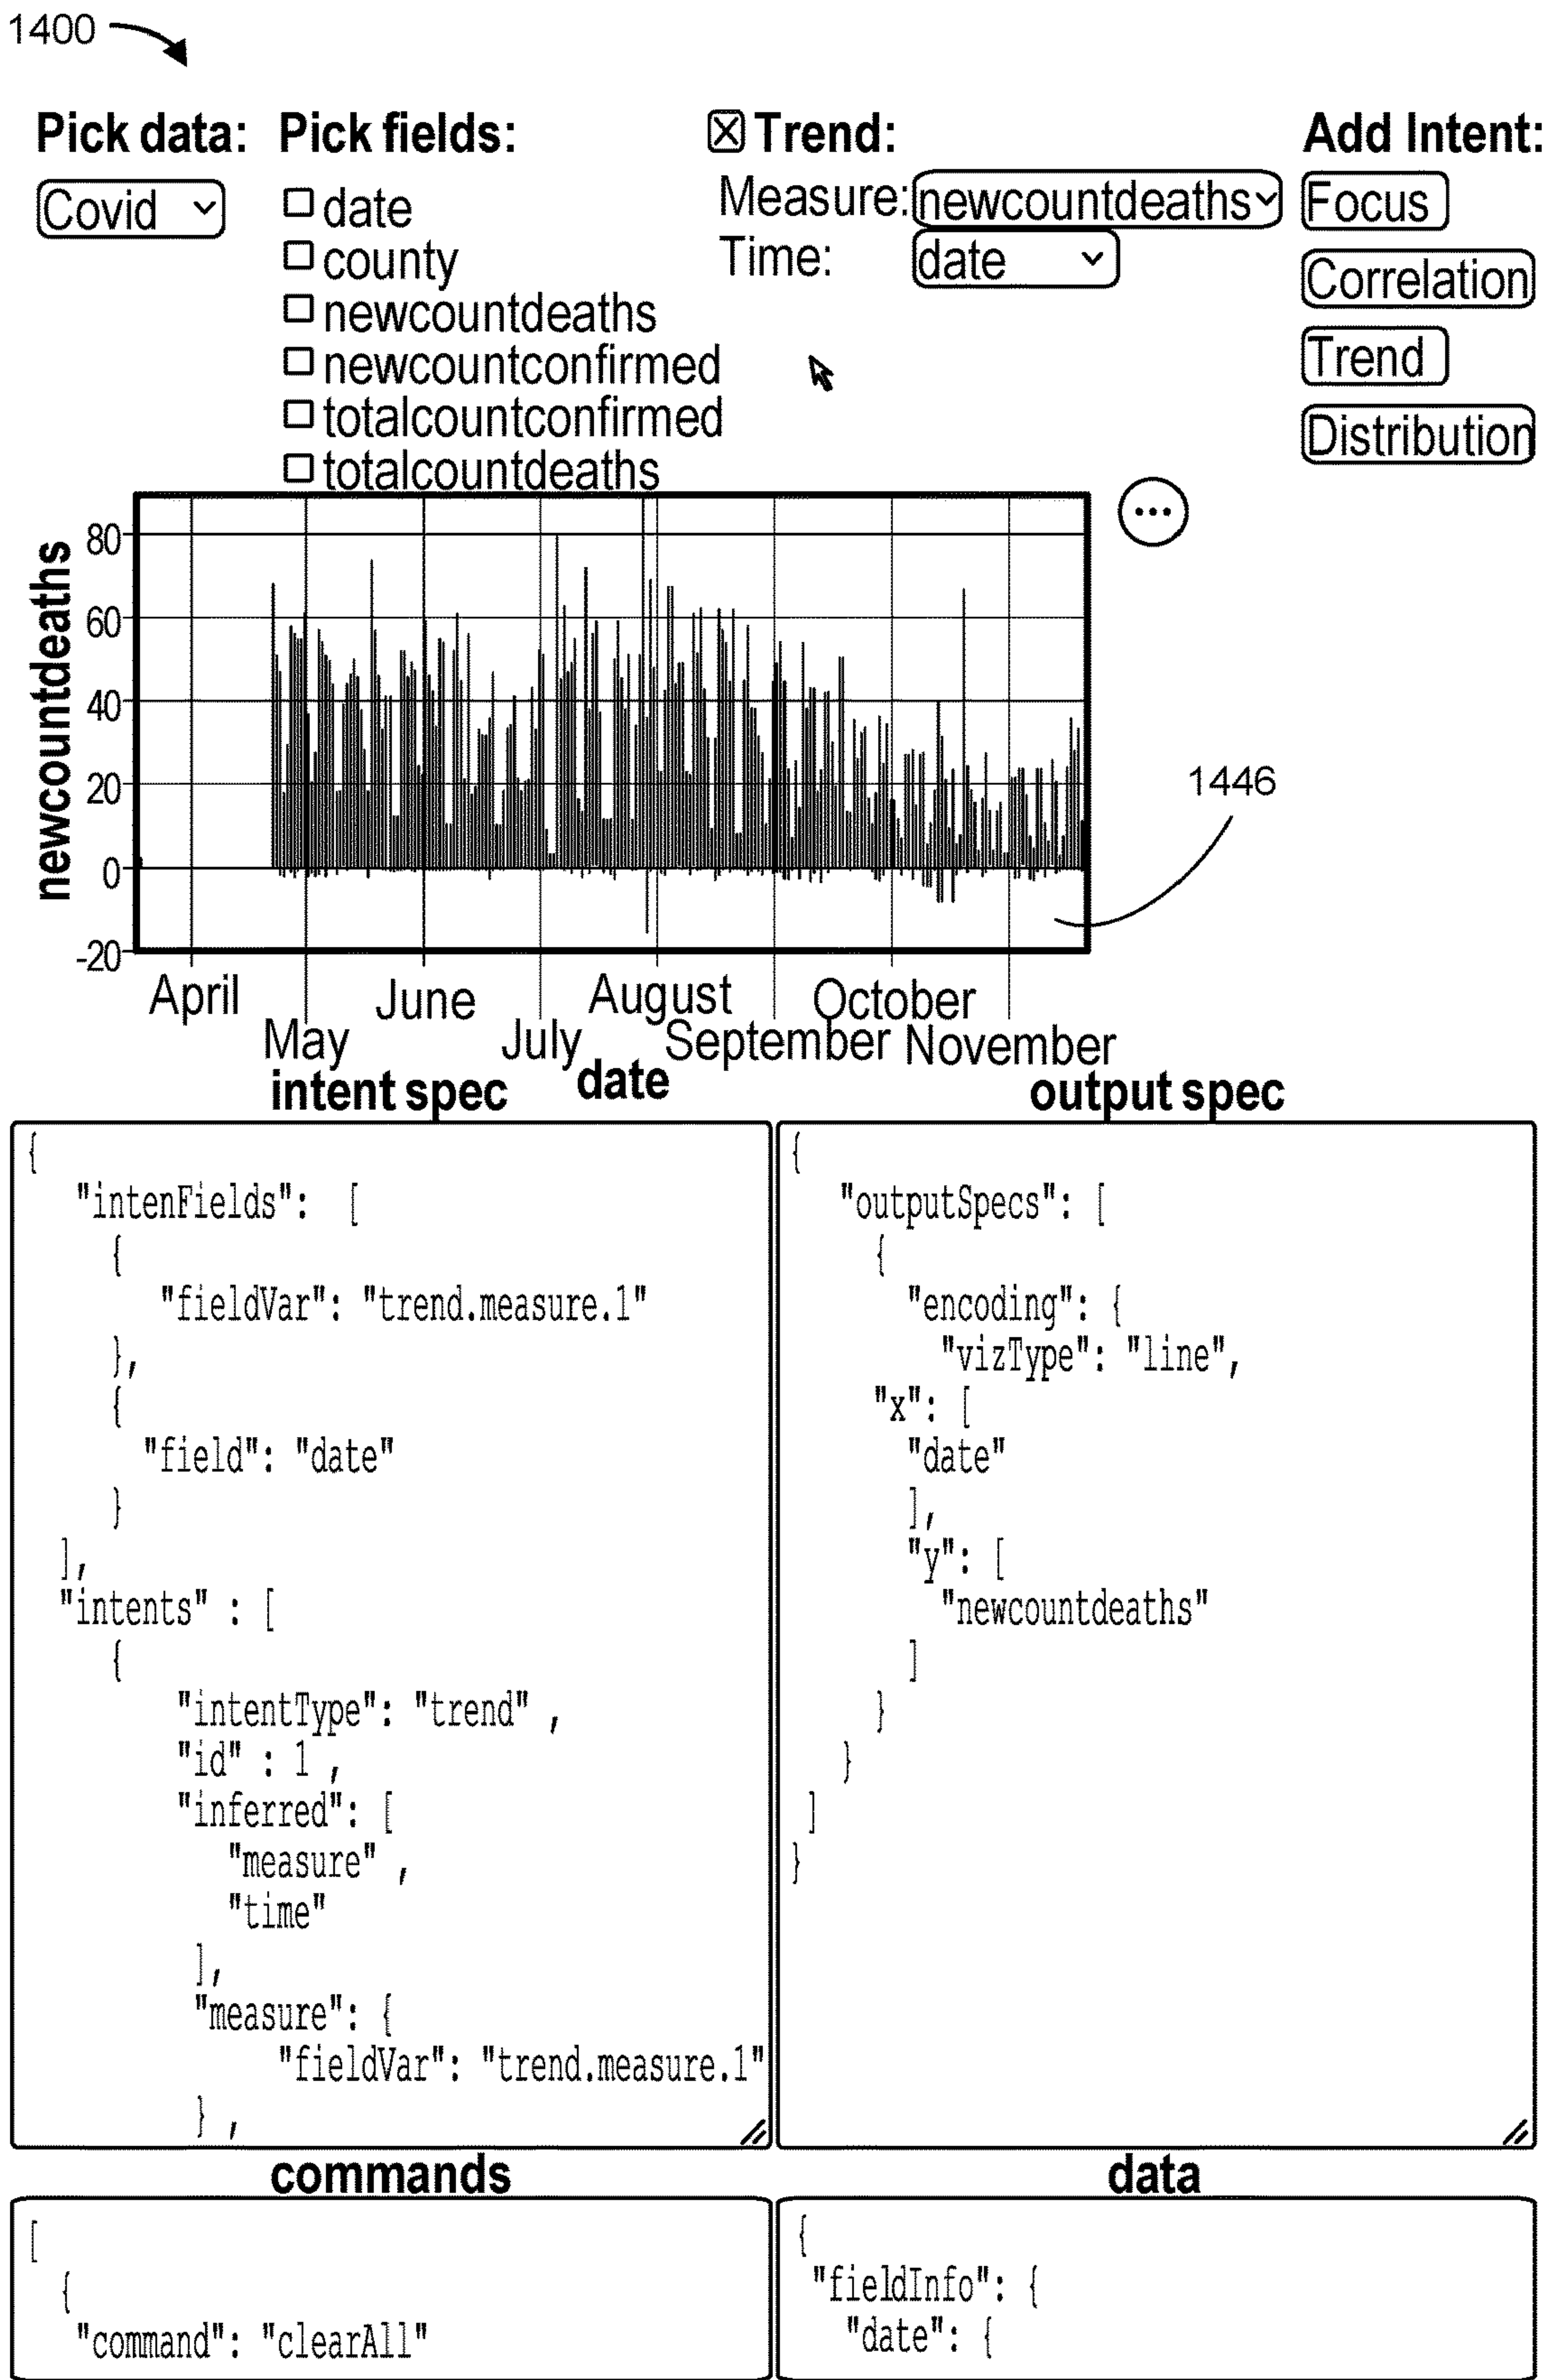 1400
Pick data:
Covid
Pick fields:
date
county
newcountdeaths
newcountconfirmed
totalcountconfirmed
totalcountdeaths
Trend:
Measure: newcountdeaths
Time: date
Add Intent:
Focus
Correlation
Trend
Distribution
newcountdeaths
80
60
40
20
0
-20
1446
April June August October
May July September November
date
intent spec
{
"intenFields": [
{
"fieldVar": "trend.measure.1"
},
{
"field": "date"
}
],
"intents" : [
{
"intentType": "trend" ,
"id" : 1 ,
"inferred": [
"measure" ,
"time"
],
"measure": {
"fieldVar": "trend.measure.1"
} ,
output spec
{
"outputSpecs": [
{
"encoding": {
"vizType": "line",
"x": [
"date"
],
"y": [
"newcountdeaths"
]
}
}
]
}
commands
[
{
"command": "clearAll"
data
{
"fieldInfo": {
"date": {